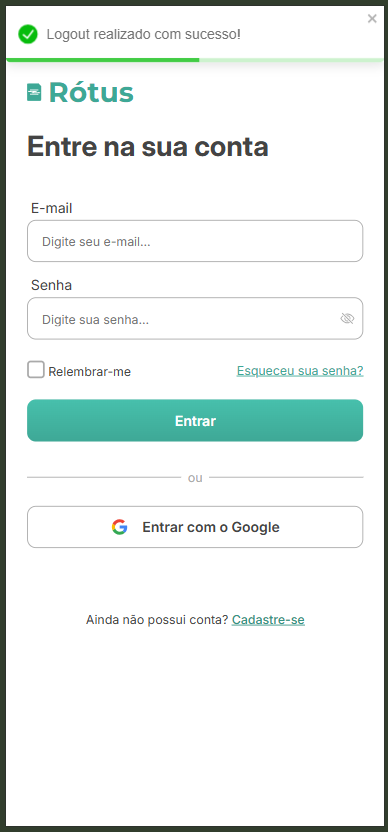 Logout realizado com sucesso!
Rótus
Entre na sua conta
E-mail
Digite seu e-mail...
Senha
Digite sua senha...
Relembrar-me Esqueceu sua senha?
Entrar
ou
Entrar com o Google
Ainda não possui conta? Cadastre-se